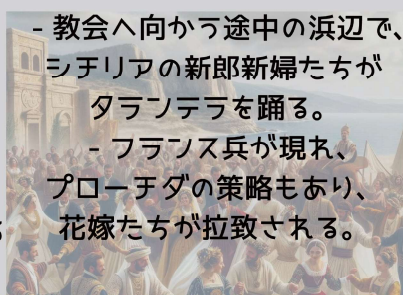 - 教会へ向かう途中の浜辺で、
シチリアの新郎新婦たちが
タランテラを踊る。
- フランス兵が現れ、
プローチダの策略もあり、
花嫁たちが拉致される。